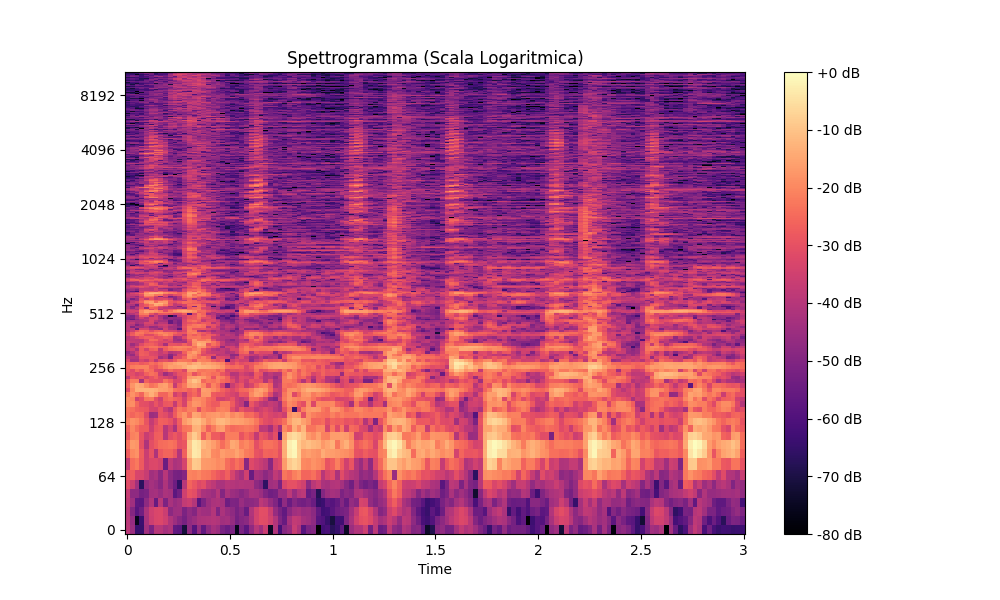 Spettrogramma (Scala Logaritmica)
Hz
8192
4096
2048
1024
512
256
128
64
0
0
0.5
1
1.5
2
2.5
3
Time
+0 dB
-10 dB
-20 dB
-30 dB
-40 dB
-50 dB
-60 dB
-70 dB
-80 dB